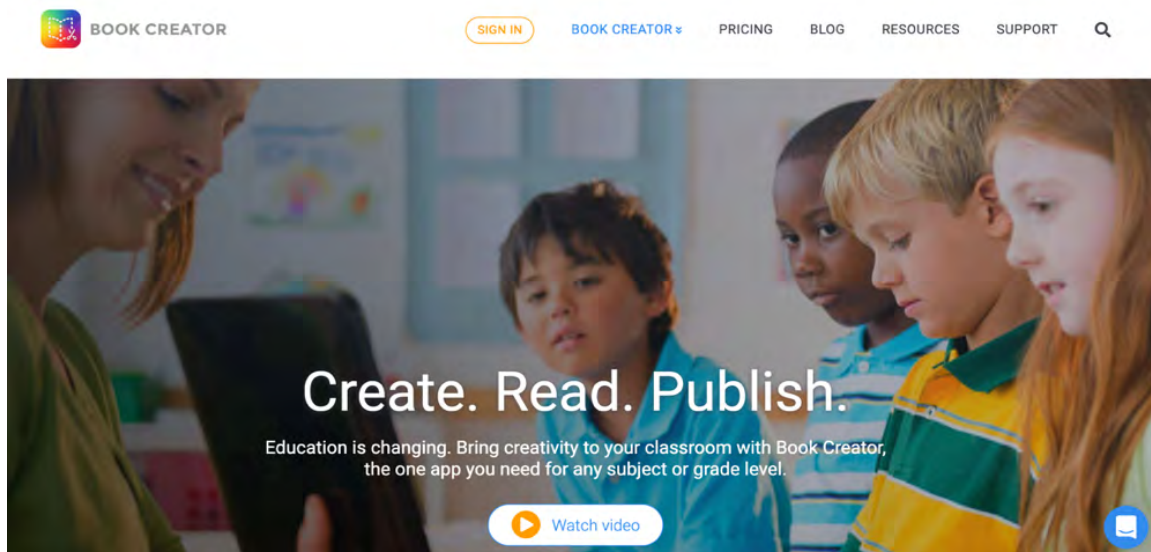 BOOK CREATOR
SIGN IN
BOOK CREATOR
PRICING
BLOG
RESOURCES
SUPPORT
Create. Read. Publish.
Education is changing. Bring creativity to your classroom with Book Creator,
the one app you need for any subject or grade level.
Watch video